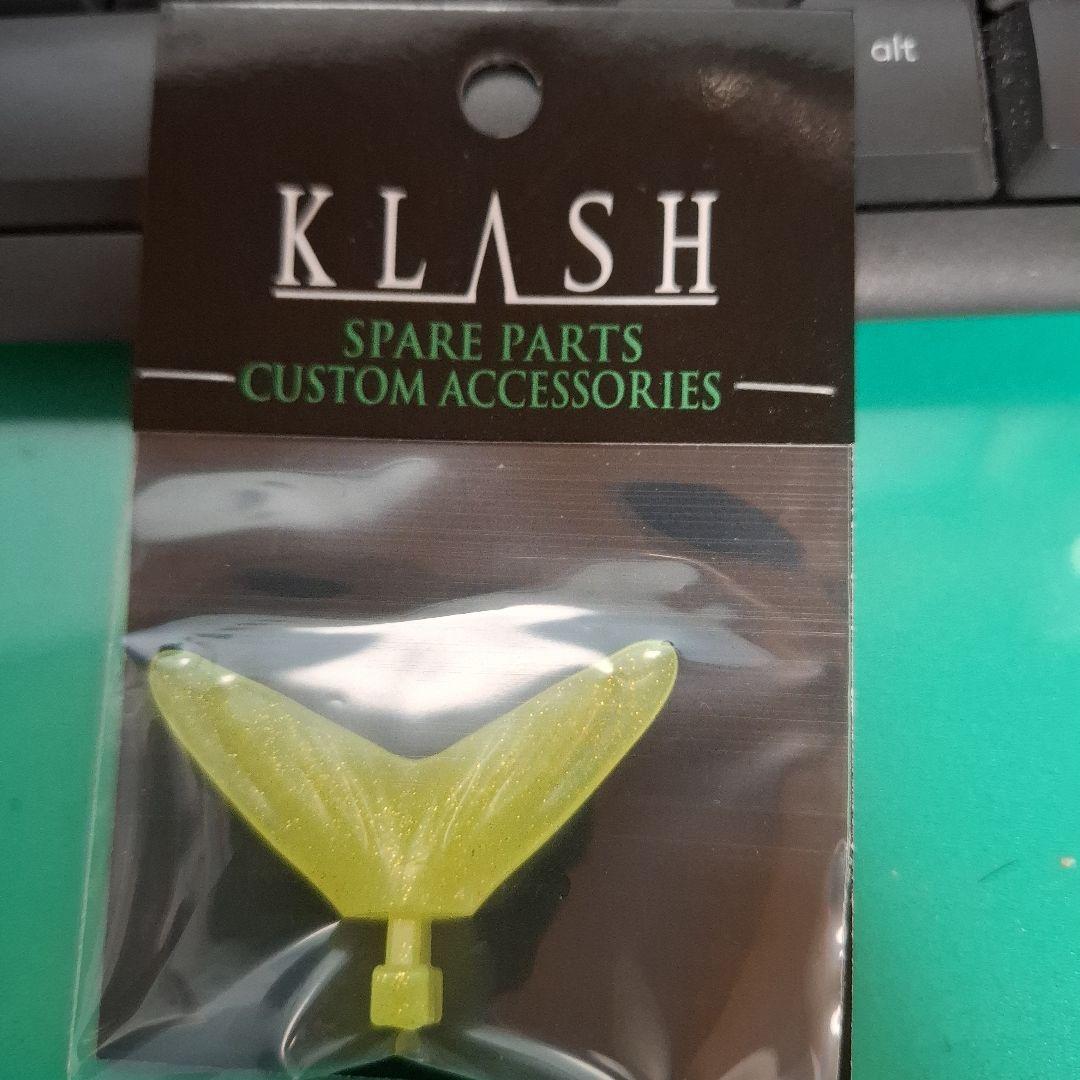 alt
KLASH
SPARE PARTS
CUSTOM ACCESSORIES